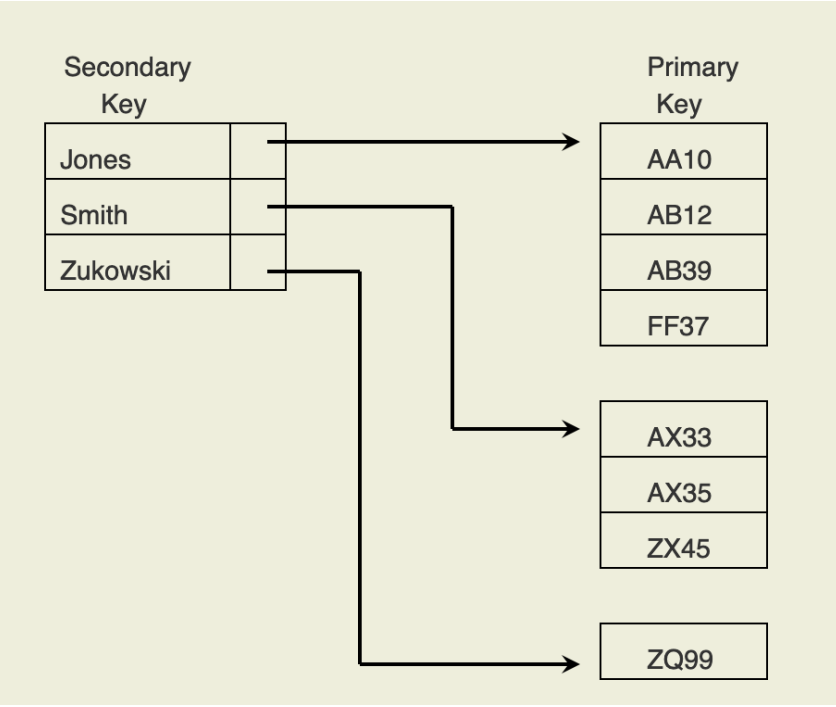 Secondary
Key
Primary
Key
Jones
Smith
Zukowski
AA10
AB12
AB39
FF37
AX33
AX35
ZX45
ZQ99